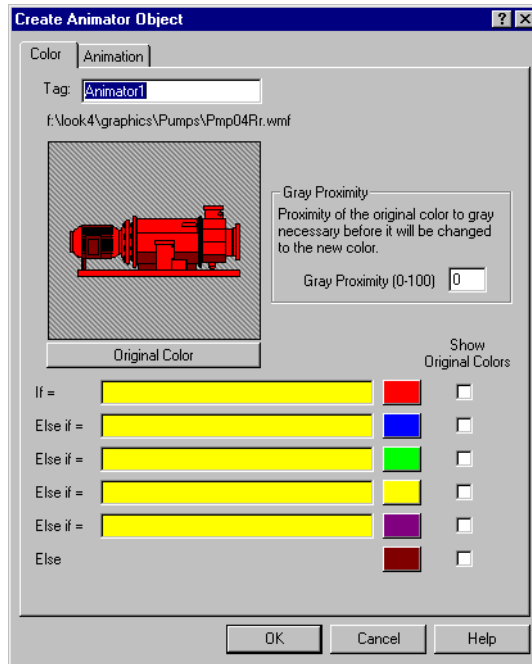 Create Animator Object
Color
Animation
Tag: Animator1
f:\look4\graphics\Pumps\Pmp04Rr.wmf
Gray Proximity
Proximity of the original color to gray
necessary before it will be changed
to the new color.
Gray Proximity (0-100) 0
Original Color
Show
Original Colors
If =
Else if =
Else if =
Else if =
Else if =
Else
OK
Cancel
Help